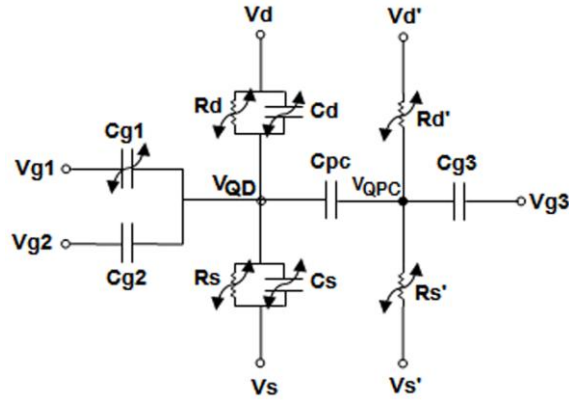 Vd
Vd'
Rd
Cd
Rd'
Cg1
Cpc
Cg3
Vg1
VQD
VQPC
Vg3
Vg2
Cg2
Rs
Cs
Rs'
Vs
Vs'